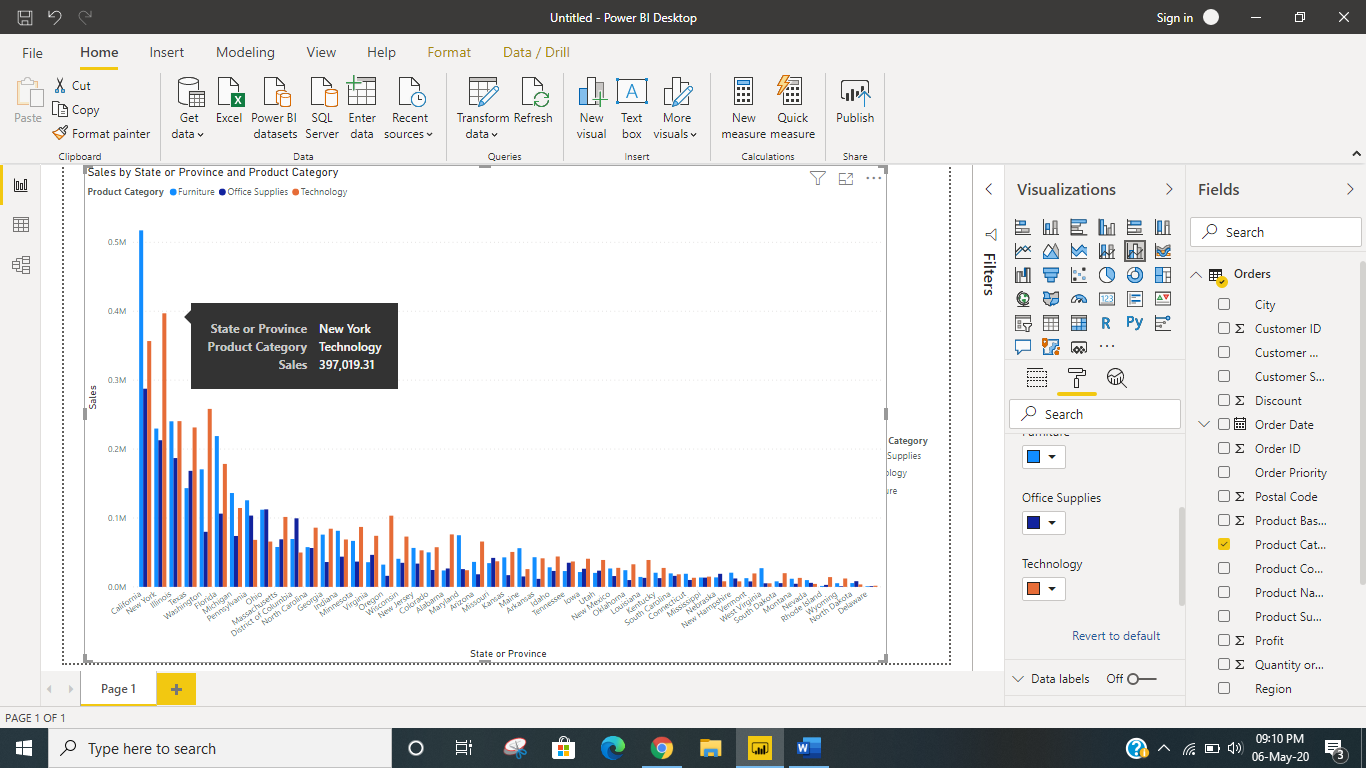 Untitled - Power BI Desktop
Sign in
File Home Insert Modeling View Help Format Data / Drill
Paste
Cut
Copy
Format painter
Clipboard
Get data
Excel
Power BI datasets
SQL Server
Enter data
Recent sources
Data
Transform data
Refresh
Queries
New visual
Text box
More visuals
Insert
New measure
Quick measure
Calculations
Publish
Share
Sales by State or Province and Product Category
Product Category Furniture Office Supplies Technology
0.5M
0.4M
0.3M
0.2M
0.1M
0.0M
Sales
State or Province New York
Product Category Technology
Sales 397,019.31
California
New York
Illinois
Texas
Washington
Florida
Michigan
Pennsylvania
Ohio
Massachusetts
District of Columbia
North Carolina
Georgia
Indiana
Minnesota
Virginia
Oregon
Wisconsin
New Jersey
Colorado
Alabama
Maryland
Arizona
Missouri
Kansas
Maine
Arkansas
Idaho
Tennessee
Iowa
Utah
New Mexico
Oklahoma
Louisiana
Kentucky
South Carolina
Connecticut
Mississippi
Nebraska
New Hampshire
Vermont
West Virginia
South Dakota
Montana
Nevada
Rhode Island
Wyoming
North Dakota
Delaware
State or Province
Category
Supplies
ology
ure
Filters
Visualizations
123
R
Py
Search
Furniture
Office Supplies
Technology
Revert to default
Data labels Off
Fields
Search
Orders
City
Σ Customer ID
Customer ...
Customer S...
Σ Discount
Order Date
Σ Order ID
Order Priority
Σ Postal Code
Σ Product Bas...
Product Cat...
Product Co...
Product Na...
Product Su...
Σ Profit
Σ Quantity or...
Region
Page 1
PAGE 1 OF 1
Type here to search
W
09:10 PM
06-May-20
3